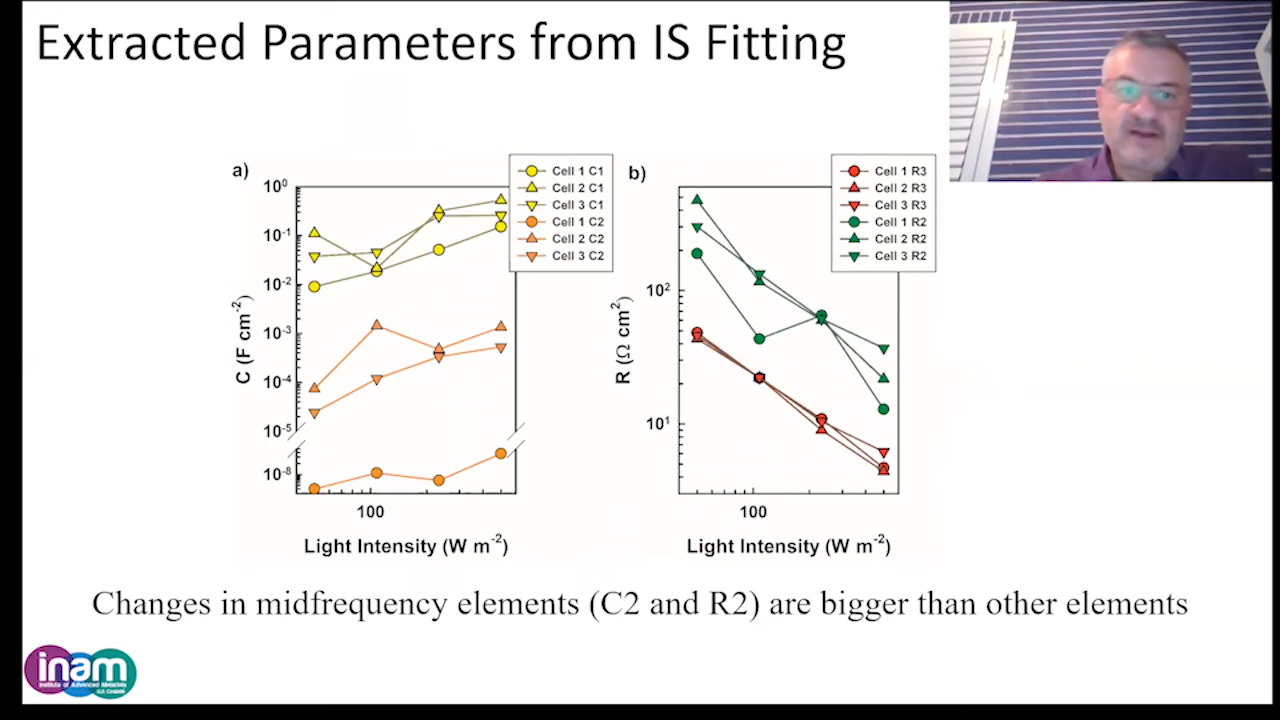 Extracted Parameters from IS Fitting
a)
Cell 1 C1
Cell 2 C1
Cell 3 C1
Cell 1 C2
Cell 2 C2
Cell 3 C2
10⁰
10⁻¹
10⁻²
10⁻³
10⁻⁴
10⁻⁵
10⁻⁸
C (F cm⁻²)
100
Light Intensity (W m⁻²)
b)
Cell 1 R3
Cell 2 R3
Cell 3 R3
Cell 1 R2
Cell 2 R2
Cell 3 R2
10²
10¹
R (Ω cm²)
100
Light Intensity (W m⁻²)
Changes in midfrequency elements (C2 and R2) are bigger than other elements
inam
Institute of Advanced Materials